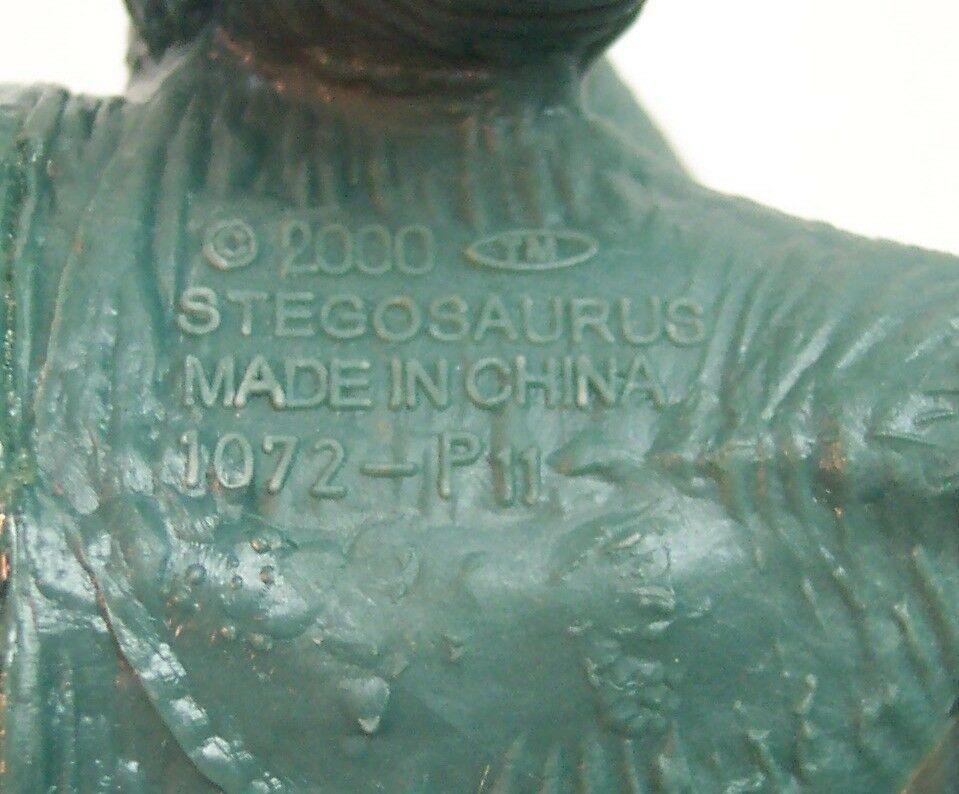 © 2000 TM
STEGOSAURUS
MADE IN CHINA
1072-P11